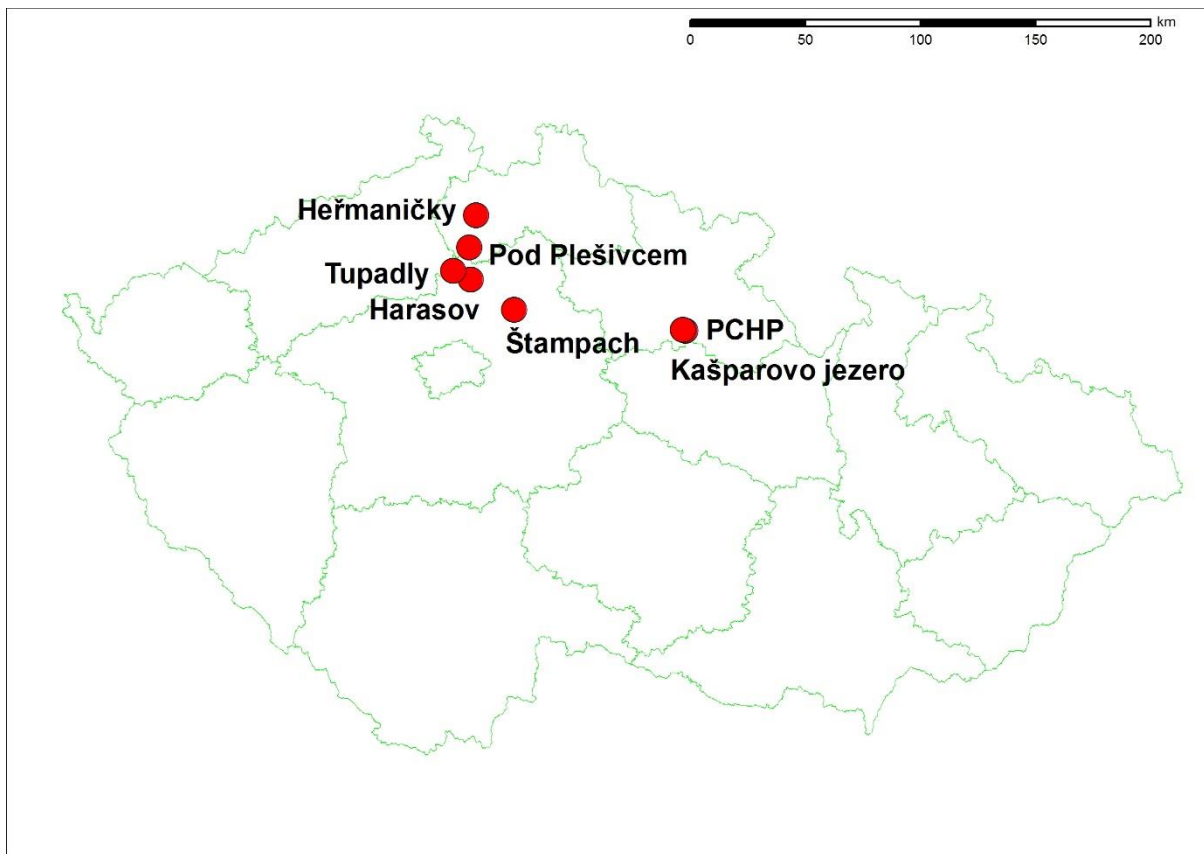 km
0 50 100 150 200
Heřmaničky
Pod Plešivcem
Tupadly
Harasov
Štampach
PCHP
Kašparovo jezero